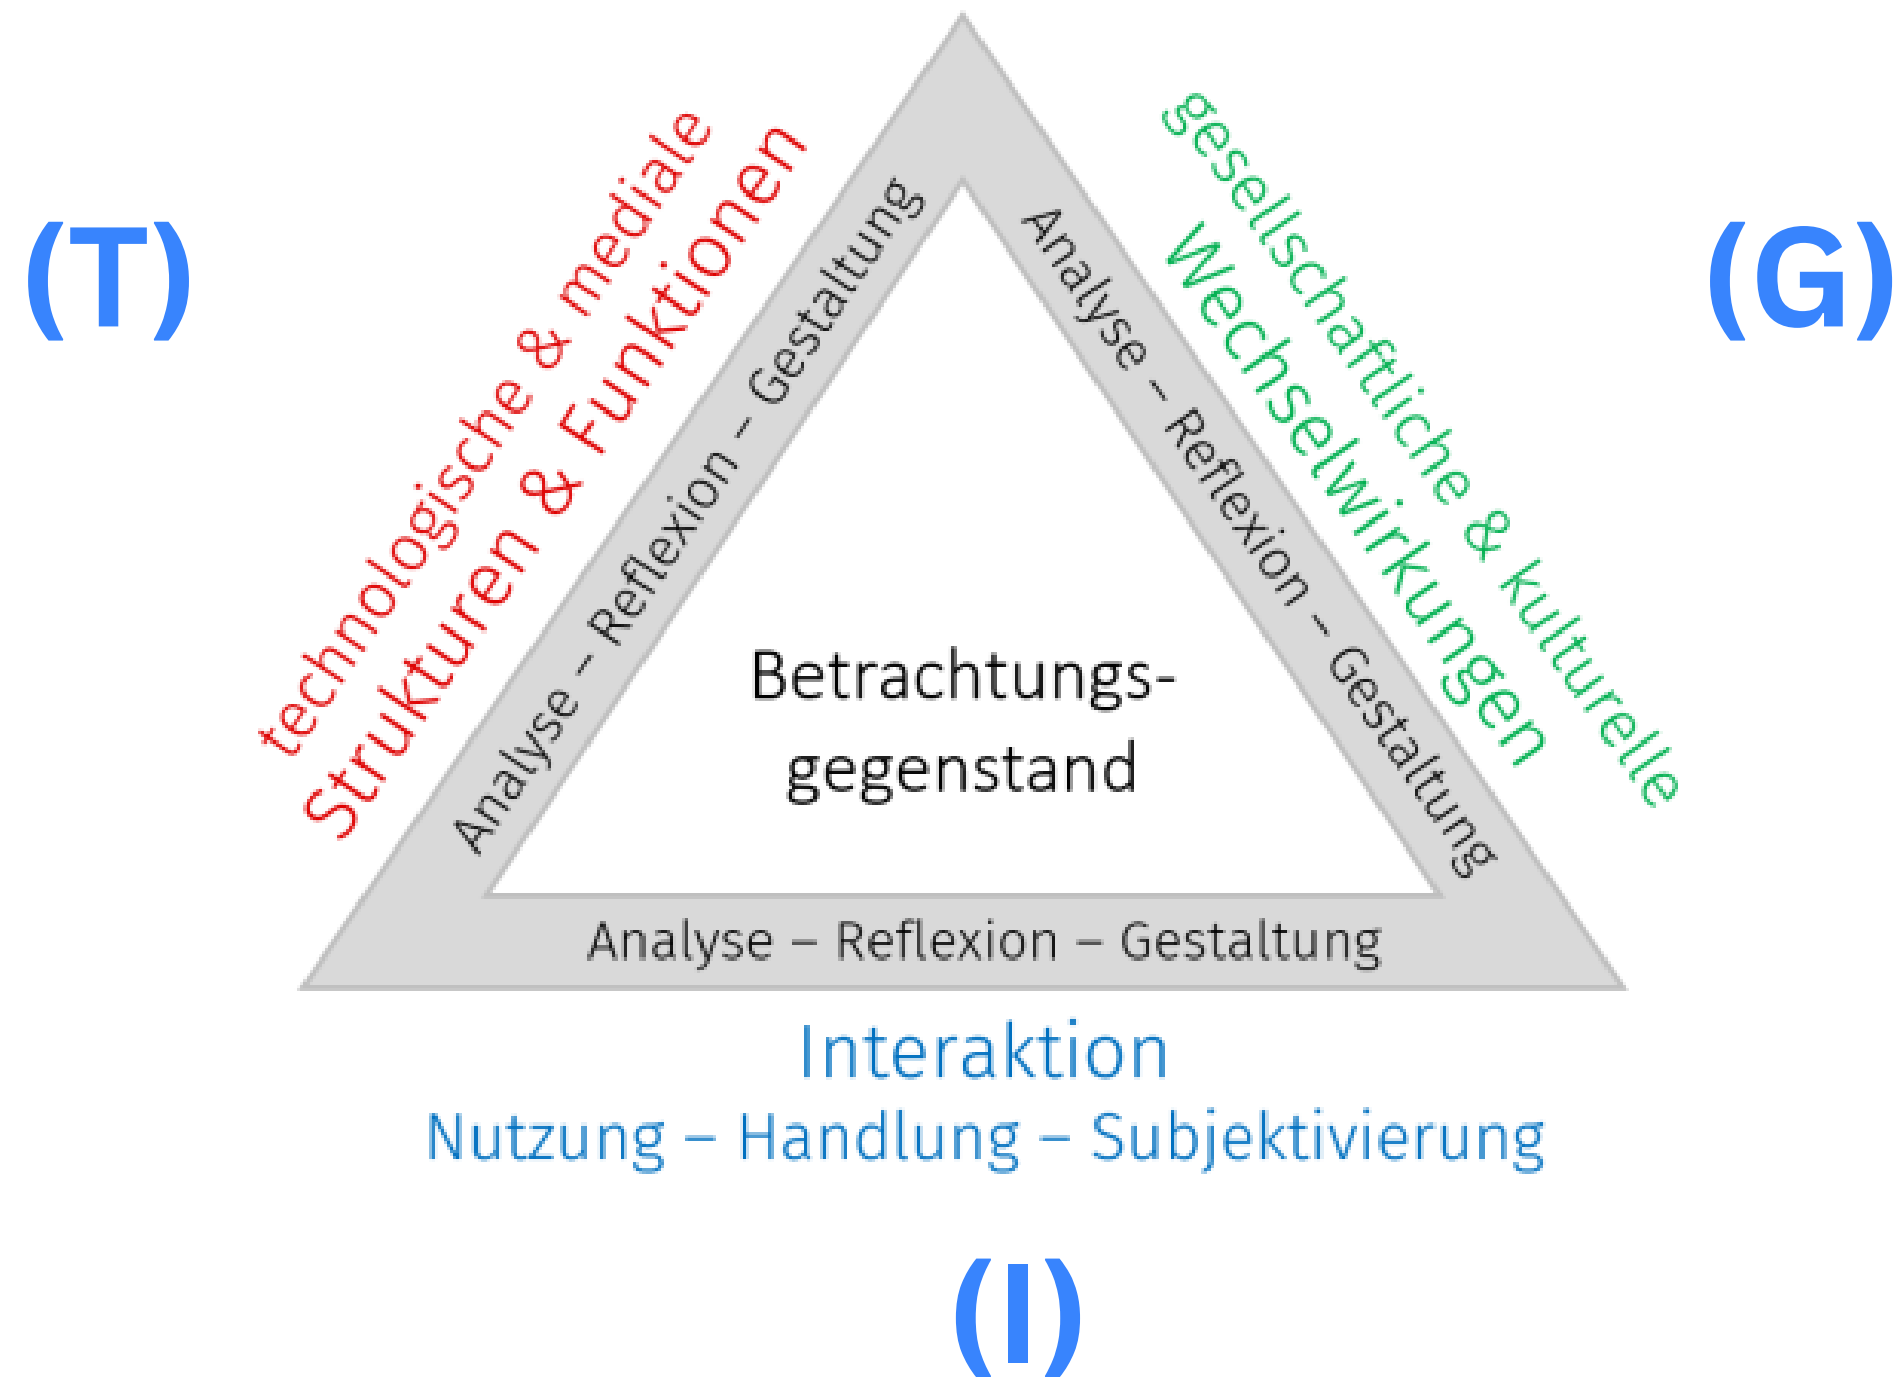 (T)
technologische & mediale
Strukturen & Funktionen
Analyse – Reflexion – Gestaltung
(G)
gesellschaftliche & kulturelle
Wechselwirkungen
Analyse – Reflexion – Gestaltung
Betrachtungs-
gegenstand
Analyse – Reflexion – Gestaltung
Interaktion
Nutzung – Handlung – Subjektivierung
(I)